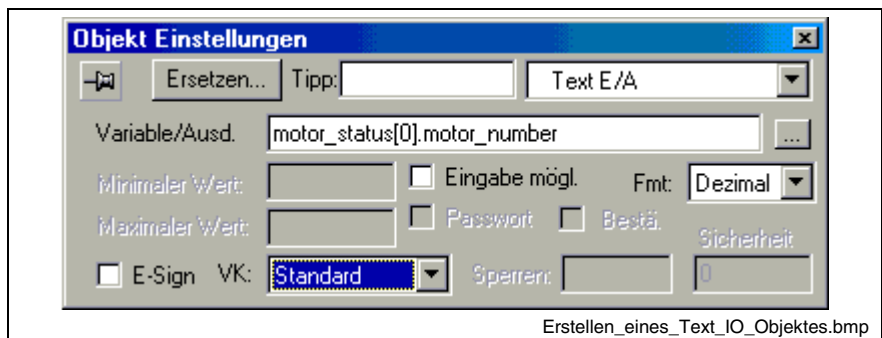 Objekt Einstellungen
Ersetzen... Tipp: Text E/A
Variable/Ausd. motor_status[0].motor_number ...
Minimaler Wert: Eingabe mögl. Fmt: Dezimal
Maximaler Wert: Passwort Bestä. Sicherheit
E-Sign VK: Standard Sperren: 0
Erstellen_eines_Text_IO_Objektes.bmp